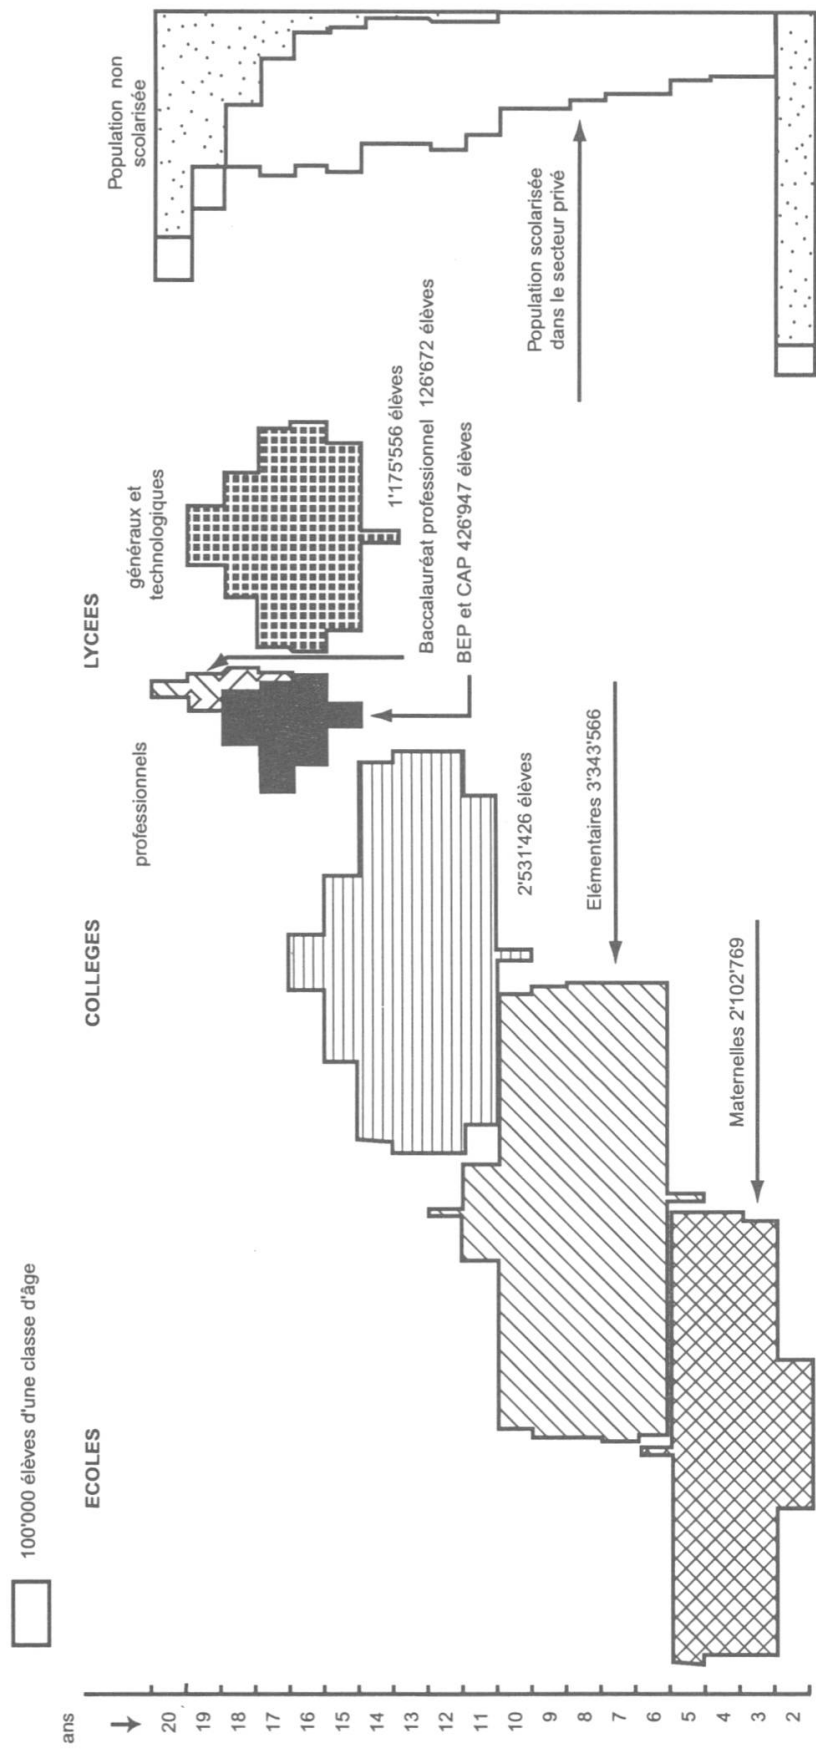 100'000 élèves d'une classe d'âge
ECOLES
COLLEGES
LYCEES
professionnels
généraux et
technologiques
Population non
scolarisée
ans
20
19
18
17
16
15
14
13
12
11
10
9
8
7
6
5
4
3
2
1'175'556 élèves
Baccalauréat professionnel 126'672 élèves
BEP et CAP 426'947 élèves
2'531'426 élèves
Elémentaires 3'343'566
Maternelles 2'102'769
Population scolarisée
dans le secteur privé